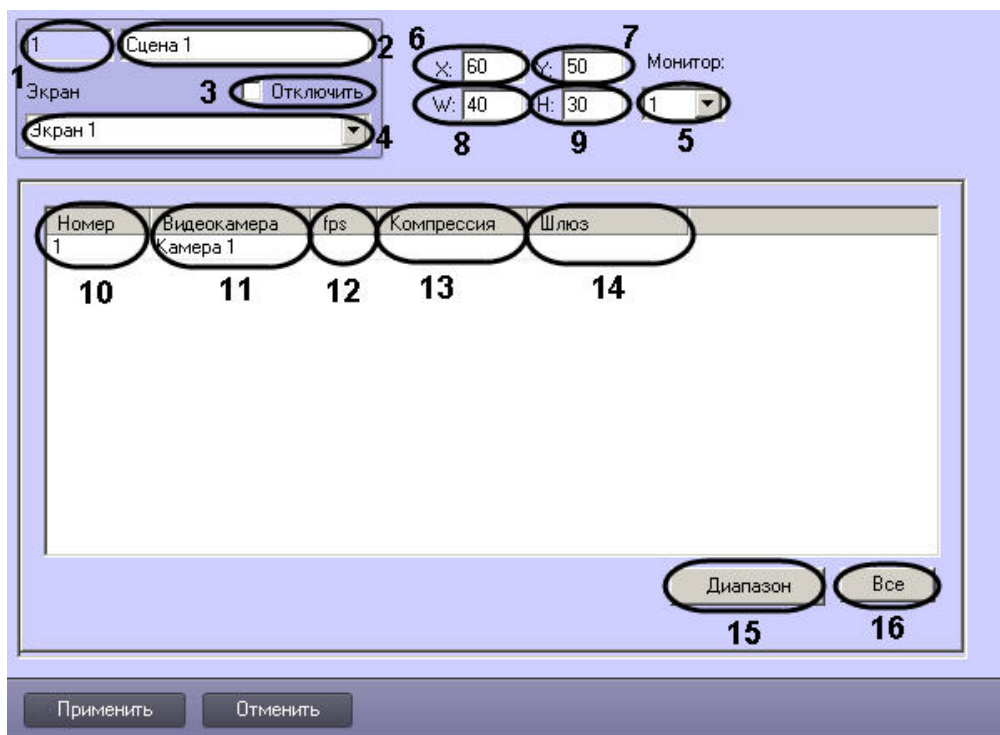 1 Сцена 1 2 6 7
X: 60 Y: 50 Монитор:
1 Экран 3 Отключить W: 40 H: 30 1
Экран 1 4 8 9 5
Номер Видеокамера fps Компрессия Шлюз
1 Камера 1
10 11 12 13 14
Диапазон Все
15 16
Применить Отменить